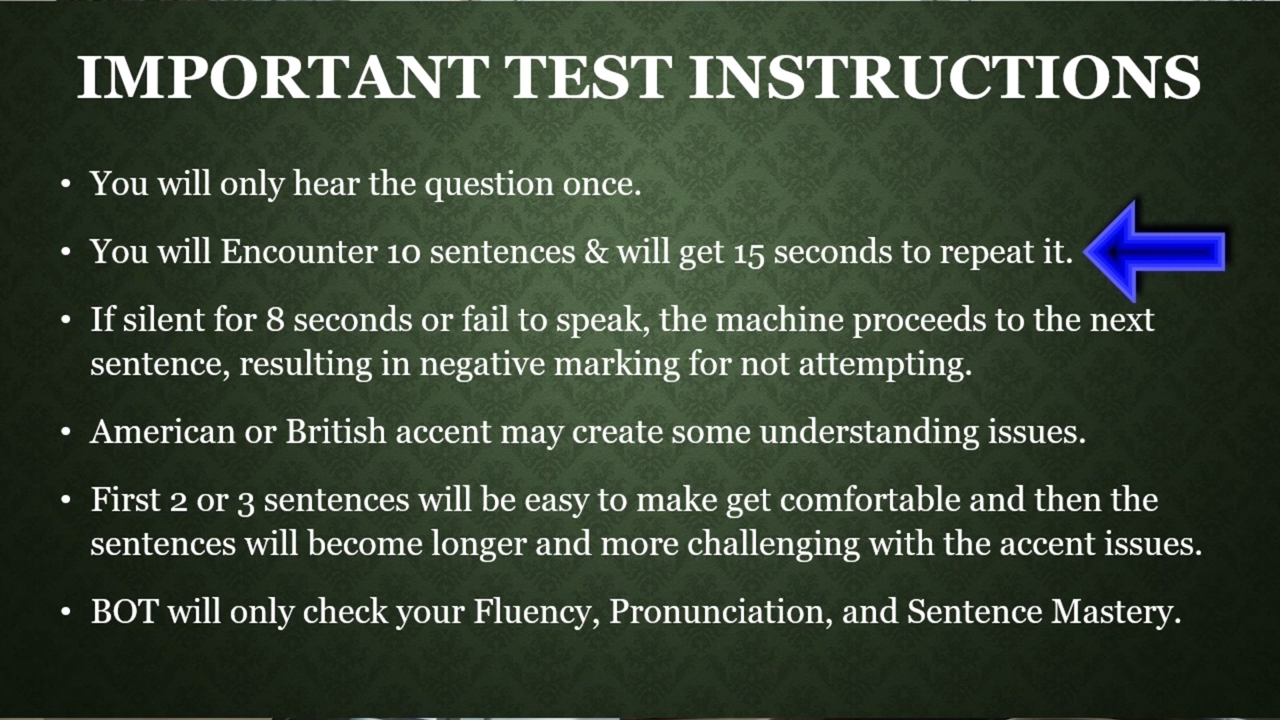 IMPORTANT TEST INSTRUCTIONS
• You will only hear the question once.
• You will Encounter 10 sentences & will get 15 seconds to repeat it.
• If silent for 8 seconds or fail to speak, the machine proceeds to the next
sentence, resulting in negative marking for not attempting.
• American or British accent may create some understanding issues.
• First 2 or 3 sentences will be easy to make get comfortable and then the
sentences will become longer and more challenging with the accent issues.
• BOT will only check your Fluency, Pronunciation, and Sentence Mastery.